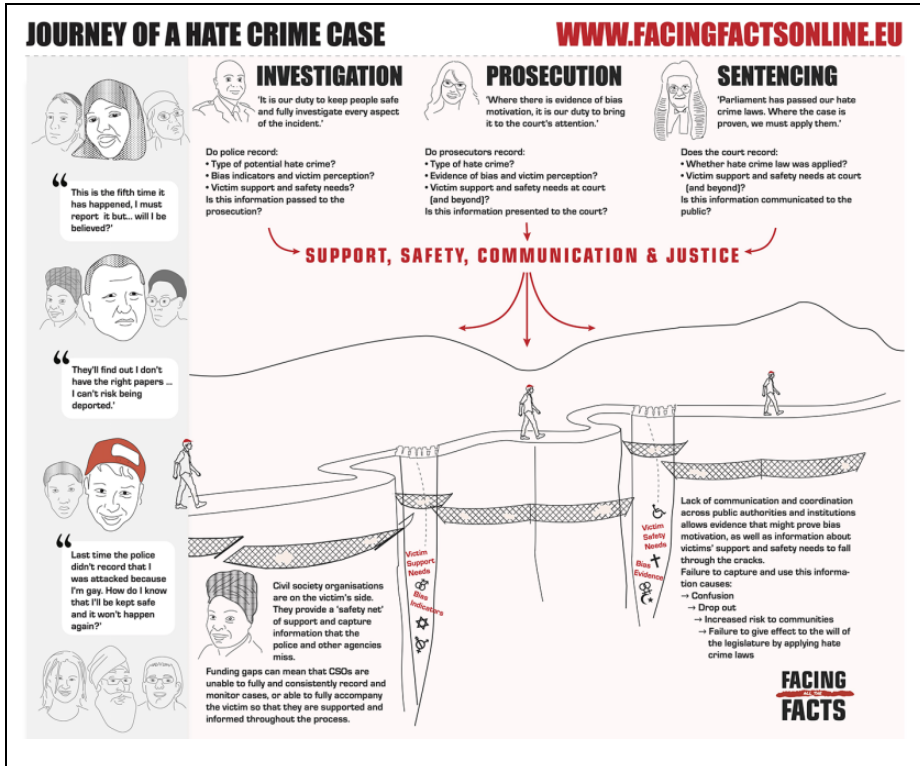 JOURNEY OF A HATE CRIME CASE
WWW.FACINGFACTSONLINE.EU
“
This is the fifth time it
has happened, I must
report it but... will I be
believed?’
“
They’ll find out I don’t
have the right papers ...
I can’t risk being
deported.’
“
Last time the police
didn’t record that I
was attacked because
I’m gay. How do I know
that I’ll be kept safe
and it won’t happen
again?’
INVESTIGATION
‘It is our duty to keep people safe
and fully investigate every aspect
of the incident.’
Do police record:
• Type of potential hate crime?
• Bias indicators and victim perception?
• Victim support and safety needs?
Is this information passed to the
prosecution?
PROSECUTION
‘Where there is evidence of bias
motivation, it is our duty to bring
it to the court’s attention.’
Do prosecutors record:
• Type of hate crime?
• Evidence of bias and victim perception?
• Victim support and safety needs at court
(and beyond)?
Is this information presented to the court?
SENTENCING
‘Parliament has passed our hate
crime laws. Where the case is
proven, we must apply them.’
Does the court record:
• Whether hate crime law was applied?
• Victim support and safety needs at court
(and beyond)?
Is this information communicated to the
public?
SUPPORT, SAFETY, COMMUNICATION & JUSTICE
Victim
Support
Needs
Bias
Indicators
Victim
Safety
Needs
Bias
Evidence
Civil society organisations
are on the victim’s side.
They provide a ‘safety net’
of support and capture
information that the
police and other agencies
miss.
Funding gaps can mean that CSOs are
unable to fully and consistently record and
monitor cases, or able to fully accompany
the victim so that they are supported and
informed throughout the process.
Lack of communication and coordination
across public authorities and institutions
allows evidence that might prove bias
motivation, as well as information about
victims’ support and safety needs to fall
through the cracks.
Failure to capture and use this informa-
tion causes:
→ Confusion
→ Drop out
→ Increased risk to communities
→ Failure to give effect to the will of
the legislature by applying hate
crime laws
FACING
ALL THE
FACTS